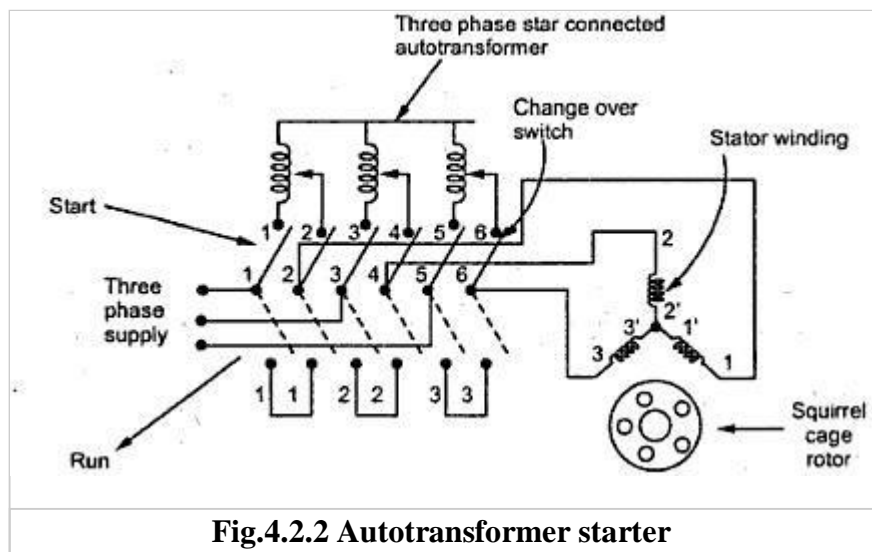 Three phase star connected
autotransformer
Change over
switch
Stator winding
Start
1 2 3 4 5 6
2
1 2 3 4 5 6
Three
phase
supply
2'
3' 1'
3 1
1 1 2 2 3 3
Run
Squirrel
cage
rotor
Fig.4.2.2 Autotransformer starter